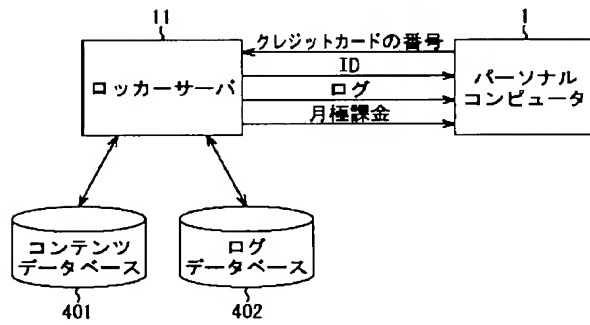 11
1
ロッカーサーバ
クレジットカードの番号
ID
ログ
月極課金
パーソナル
コンピュータ
コンテンツ
データベース
ログ
データベース
401
402